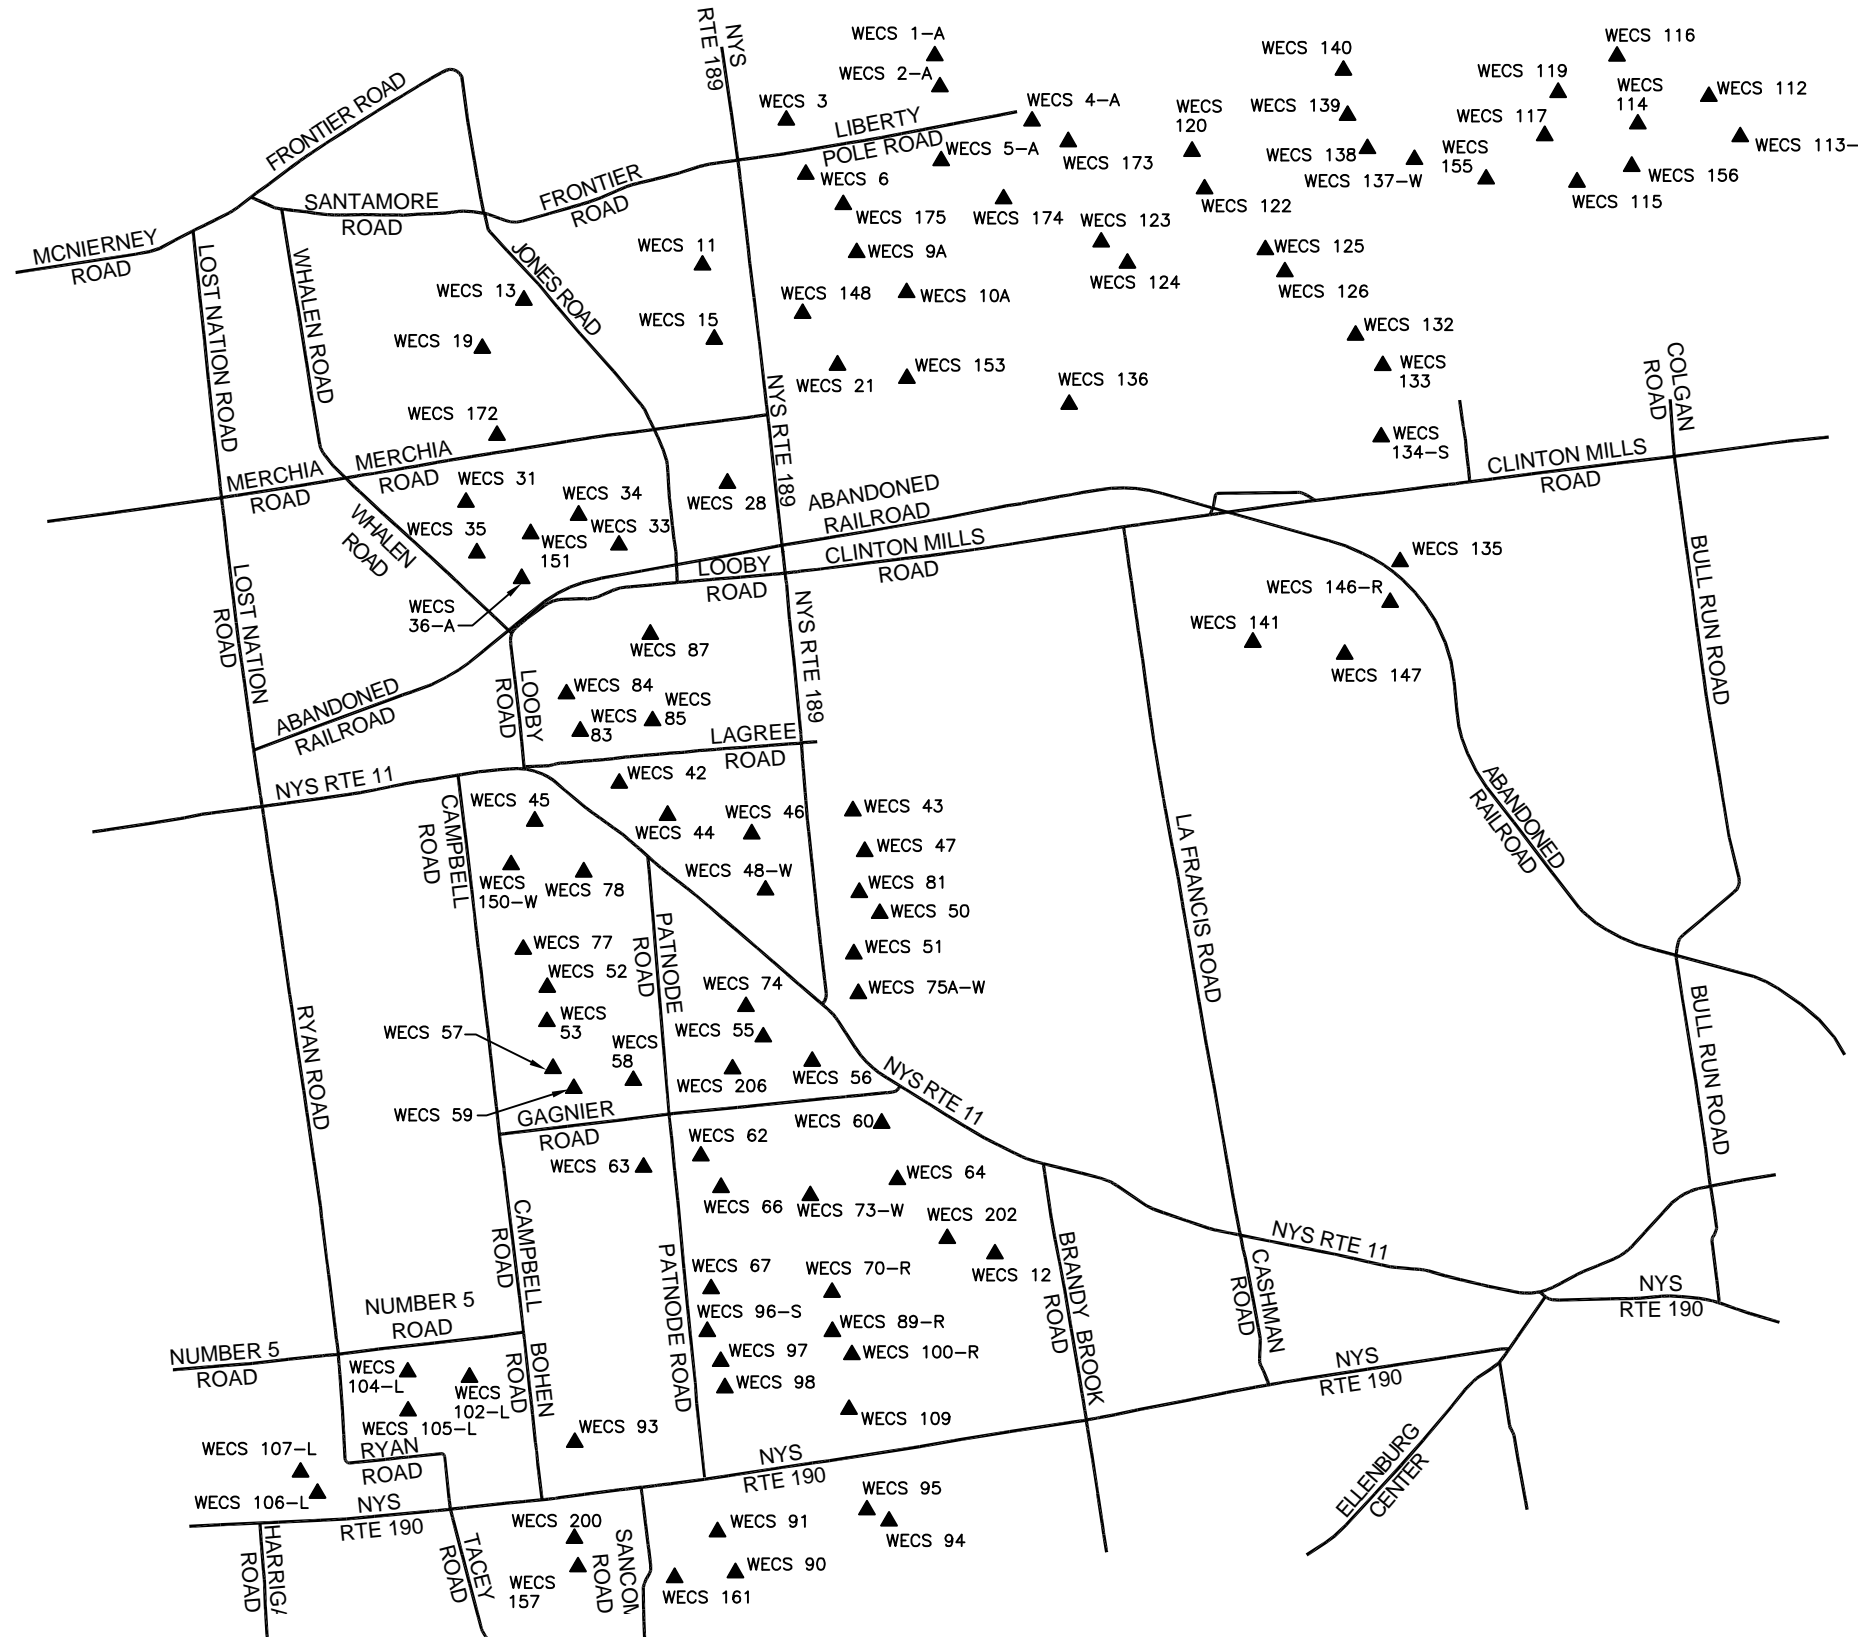 NYS
RTE 189
WECS 1-A
WECS 2-A
WECS 3
WECS 140
WECS 116
WECS 119
WECS
114
WECS 112
FRONTIER ROAD
LIBERTY
POLE ROAD
WECS 4-A
WECS
120
WECS 139
WECS 117
WECS 113-
WECS 5-A
WECS 173
WECS 138
WECS 137-W
WECS
155
WECS 156
WECS 115
WECS 6
WECS 175
WECS 174
WECS 122
WECS 123
SANTAMORE
ROAD
FRONTIER
ROAD
MCNIERNEY
ROAD
LOST NATION ROAD
WHALEN ROAD
JONES ROAD
WECS 11
WECS 9A
WECS 124
WECS 125
WECS 126
WECS 13
WECS 148
WECS 10A
WECS 19
WECS 15
WECS 132
WECS
133
WECS 21
WECS 153
WECS 136
COLGAN
ROAD
WECS 172
NYS RTE 189
WECS
134-S
MERCHIA
ROAD
MERCHIA
ROAD
CLINTON MILLS
ROAD
WECS 31
WECS 34
WECS 28
ABANDONED
RAILROAD
WHALEN
ROAD
WECS 35
WECS 33
WECS
151
LOOBY
ROAD
CLINTON MILLS
ROAD
WECS 135
BULL RUN ROAD
LOST NATION
ROAD
WECS
36-A
WECS 146-R
WECS 141
WECS 147
NYS RTE 189
WECS 87
WECS 84
WECS
85
WECS
83
LOOBY
ROAD
ABANDONED
RAILROAD
LAGREE
ROAD
NYS RTE 11
WECS 42
WECS 45
WECS 44
WECS 46
WECS 43
ABANDONED
RAILROAD
CAMPBELL
ROAD
WECS 47
WECS
150-W
WECS 78
WECS 48-W
WECS 81
WECS 50
LA FRANCIS ROAD
WECS 77
WECS 51
PATNODE
ROAD
WECS 52
WECS 74
WECS 75A-W
WECS
53
WECS 57
WECS 55
WECS
58
WECS 206
WECS 56
WECS 59
RYAN ROAD
BULL RUN ROAD
GAGNIER
ROAD
NYS RTE 11
WECS 60
WECS 62
WECS 63
WECS 64
WECS 66
WECS 73-W
WECS 202
WECS 12
CAMPBELL
ROAD
PATNODE ROAD
BRANDY BROOK
ROAD
NYS RTE 11
CASHMAN
ROAD
WECS 67
WECS 70-R
NYS
RTE 190
NUMBER 5
ROAD
WECS 96-S
WECS 89-R
NUMBER 5
ROAD
WECS 97
WECS 100-R
WECS
104-L
WECS
102-L
BOHEN
ROAD
WECS 98
NYS
RTE 190
WECS 105-L
WECS 109
WECS 93
WECS 107-L
RYAN
ROAD
NYS
RTE 190
WECS 106-L
NYS
RTE 190
ELLENBURG
CENTER
WECS 95
WECS 94
WECS 200
WECS 91
WECS 90
WECS
157
WECS 161
TACEY
ROAD
ROAD
ROAD